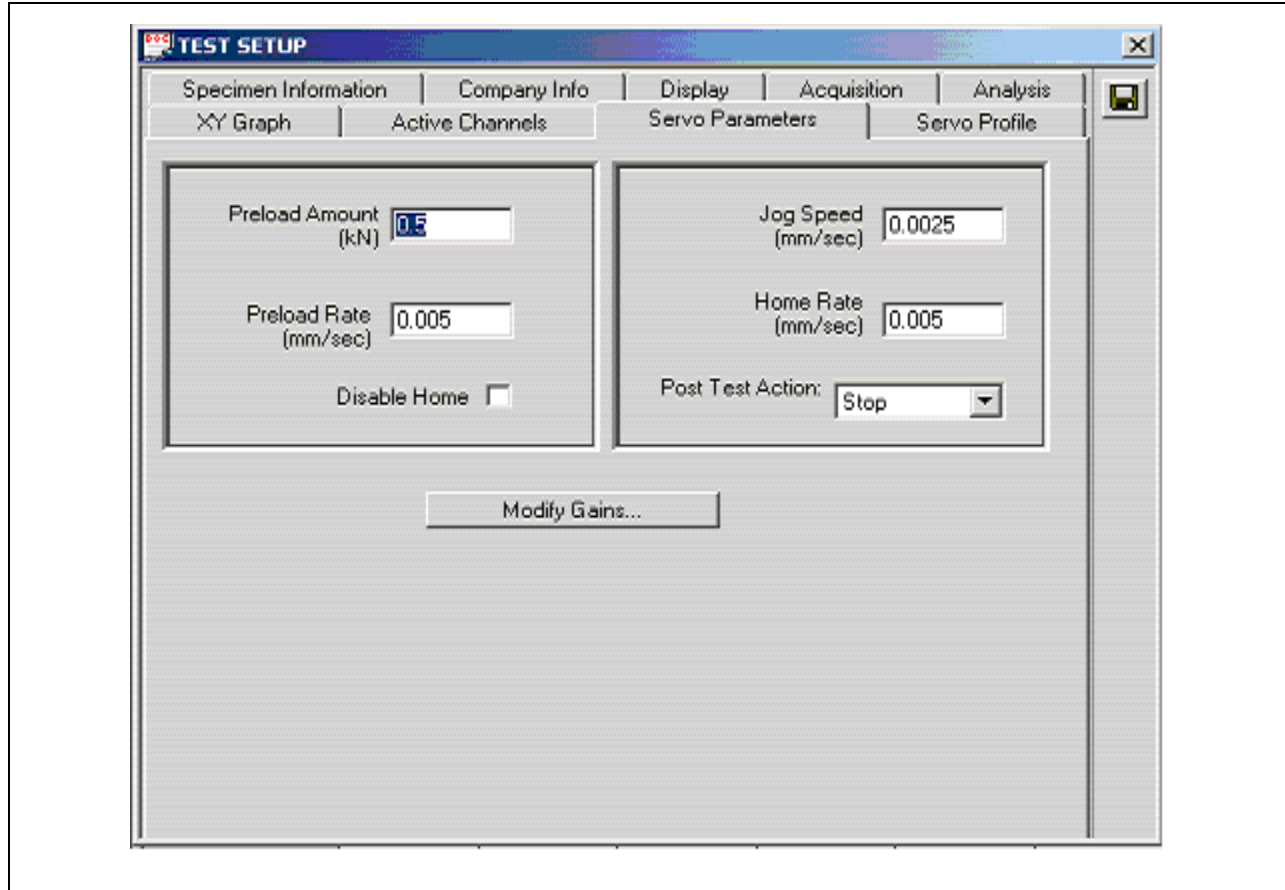 TEST SETUP
Specimen Information Company Info Display Acquisition Analysis
XY Graph Active Channels Servo Parameters Servo Profile
Preload Amount
(kN)
0.5
Jog Speed
(mm/sec)
0.0025
Preload Rate
(mm/sec)
0.005
Home Rate
(mm/sec)
0.005
Disable Home
Post Test Action:
Stop
Modify Gains...